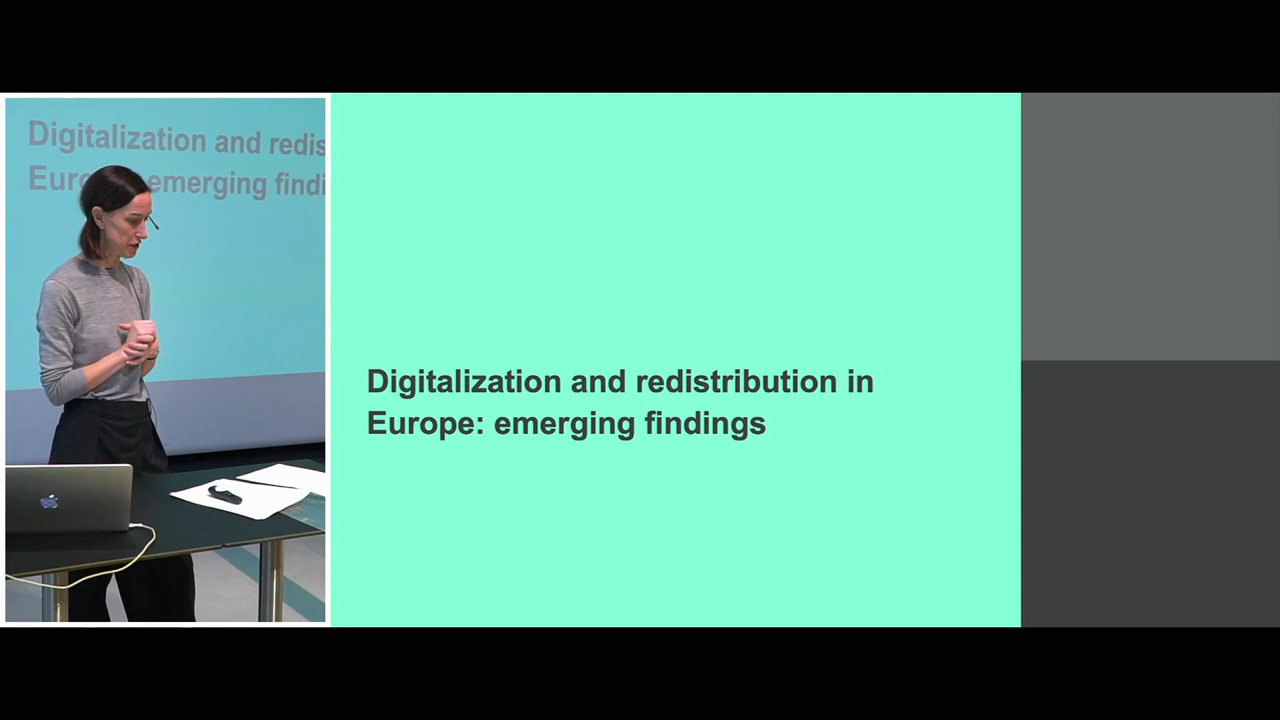 Digitalization and redis
Euro emerging findi
Digitalization and redistribution in
Europe: emerging findings